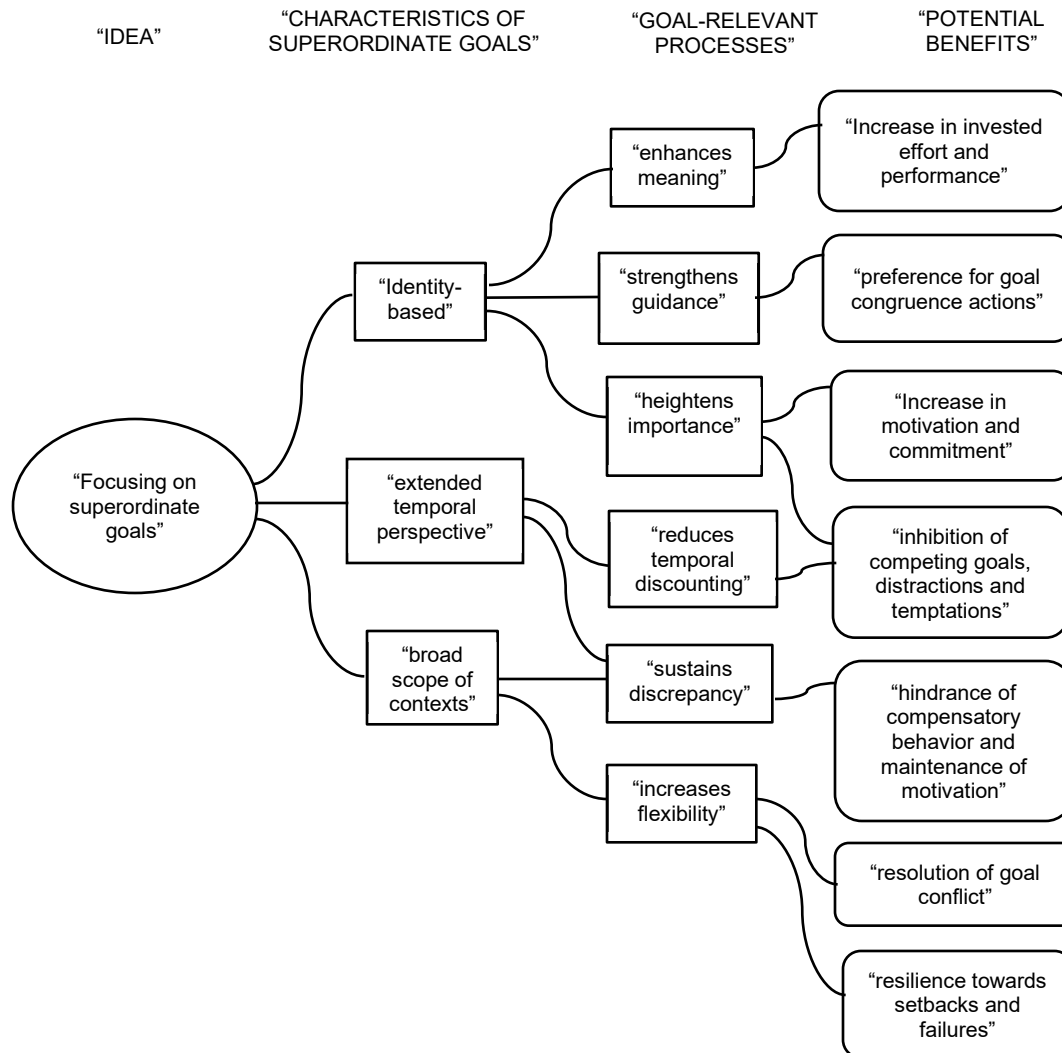 “IDEA”
“CHARACTERISTICS OF
SUPERORDINATE GOALS”
“GOAL-RELEVANT
PROCESSES”
“POTENTIAL
BENEFITS”
“Focusing on
superordinate
goals”
“Identity-
based”
“extended
temporal
perspective”
“broad
scope of
contexts”
“enhances
meaning”
“strengthens
guidance”
“heightens
importance”
“reduces
temporal
discounting”
“sustains
discrepancy”
“increases
flexibility”
“Increase in invested
effort and
performance”
“preference for goal
congruence actions”
“Increase in
motivation and
commitment”
“inhibition of
competing goals,
distractions and
temptations”
“hindrance of
compensatory
behavior and
maintenance of
motivation”
“resolution of goal
conflict”
“resilience towards
setbacks and
failures”